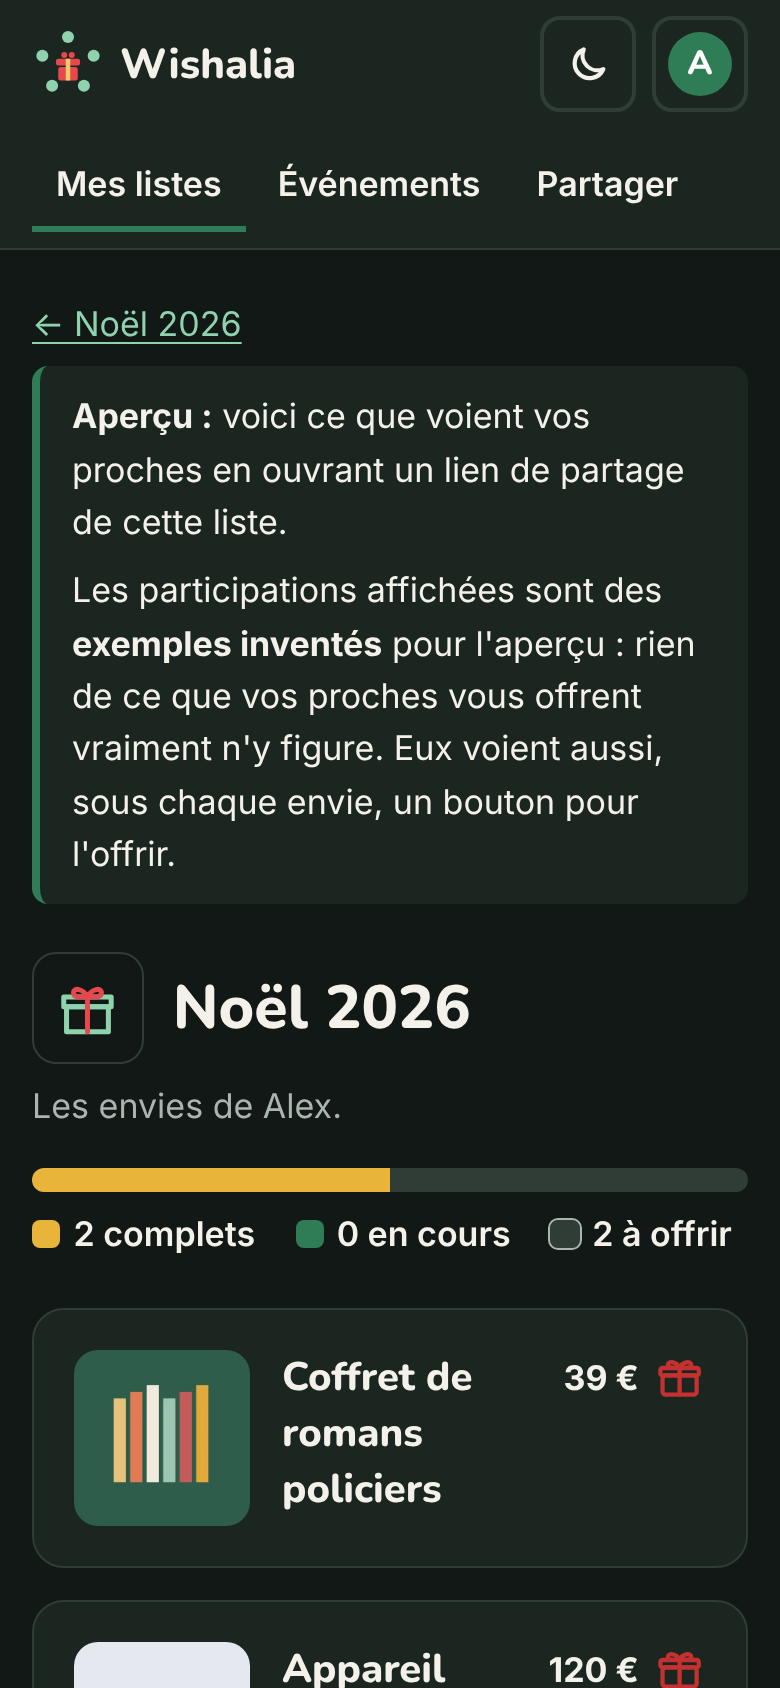 Wishalia
A
Mes listes
Événements
Partager
← Noël 2026
Aperçu : voici ce que voient vos
proches en ouvrant un lien de partage
de cette liste.
Les participations affichées sont des
exemples inventés pour l'aperçu : rien
de ce que vos proches vous offrent
vraiment n'y figure. Eux voient aussi,
sous chaque envie, un bouton pour
l'offrir.
Noël 2026
Les envies de Alex.
2 complets
0 en cours
2 à offrir
Coffret de
romans
policiers
39 €
Appareil
120 €